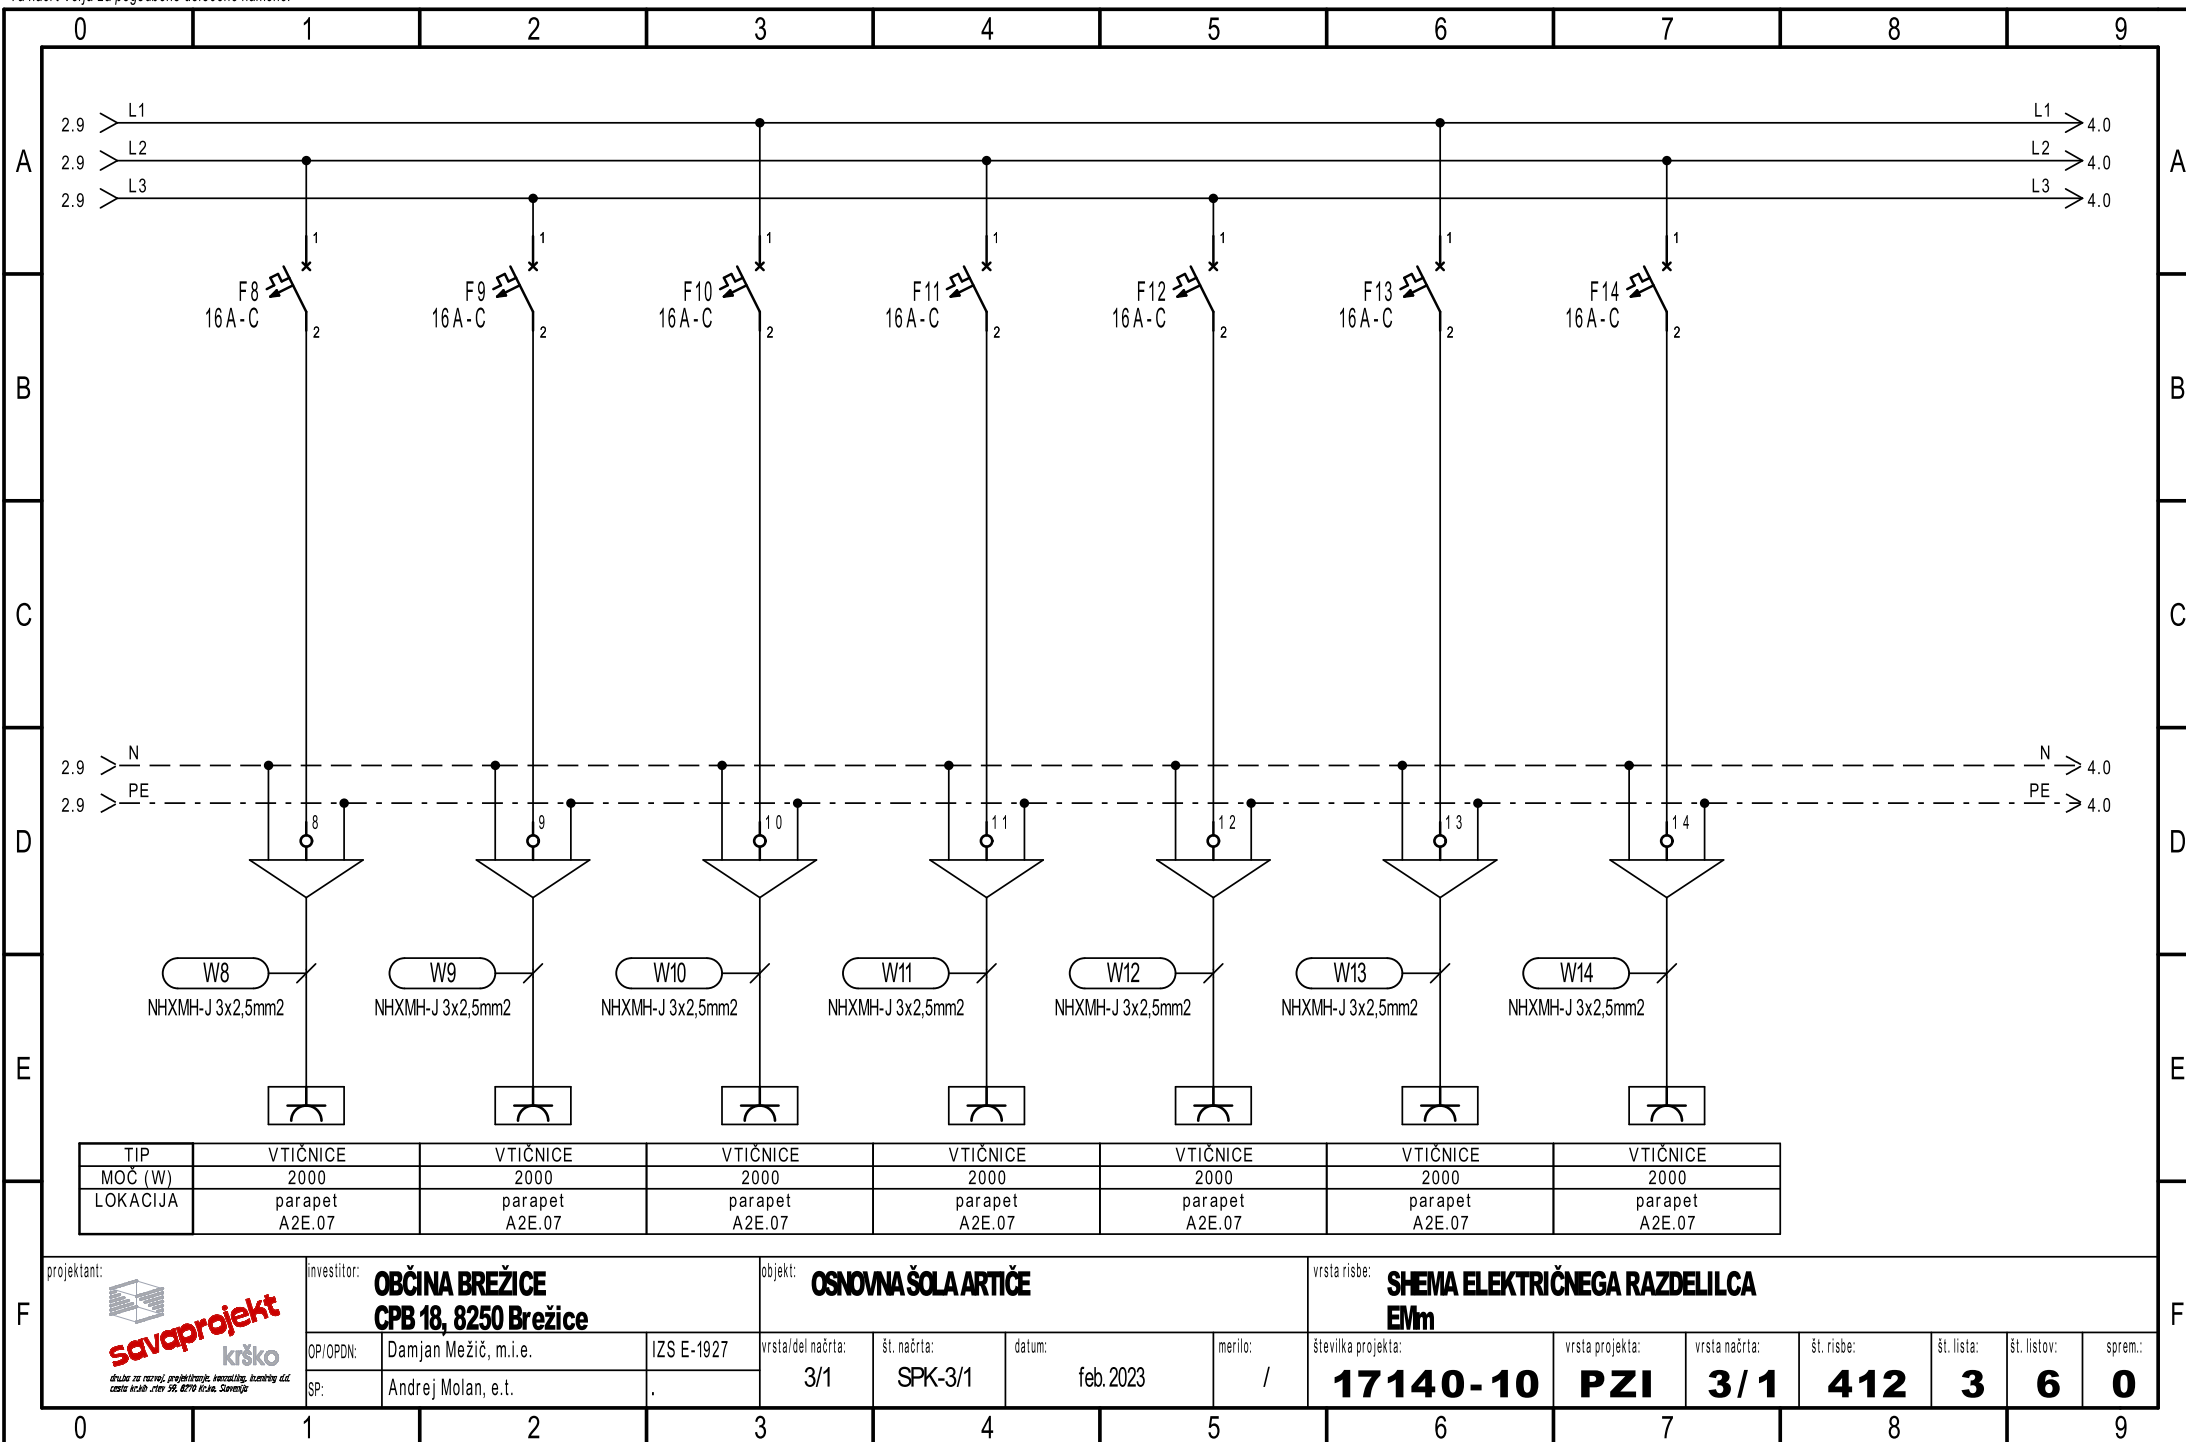 0 1 2 3 4 5 6 7 8 9
L1 L1
2.9 4.0
L2 L2
A 2.9 4.0 A
L3 L3
2.9 4.0
1 1 1 1 1 1 1
F8 F9 F10 F11 F12 F13 F14
16A-C 16A-C 16A-C 16A-C 16A-C 16A-C 16A-C
2 2 2 2 2 2 2
B B
C C
N N
2.9 4.0
PE PE
2.9 4.0
8 9 10 11 12 13 14
D D
W8 W9 W10 W11 W12 W13 W14
NHXMH-J 3x2,5mm2 NHXMH-J 3x2,5mm2 NHXMH-J 3x2,5mm2 NHXMH-J 3x2,5mm2 NHXMH-J 3x2,5mm2 NHXMH-J 3x2,5mm2 NHXMH-J 3x2,5mm2
E E
TIP VTIČNICE VTIČNICE VTIČNICE VTIČNICE VTIČNICE VTIČNICE VTIČNICE
MOČ (W) 2000 2000 2000 2000 2000 2000 2000
LOKACIJA parapet parapet parapet parapet parapet parapet parapet
A2E.07 A2E.07 A2E.07 A2E.07 A2E.07 A2E.07 A2E.07
projektant: investitor: OBČINA BREŽICE objekt: OSNOVNA ŠOLA ARTIČE vrsta risbe: SHEMA ELEKTRIČNEGA RAZDELILCA
F CPB 18, 8250 Brežice EMm F
savaprojekt
krško
OP/OPDN: Damjan Mežič, m.i.e. IZS E-1927 vrsta/del načrta: št. načrta: datum: merilo: številka projekta: vrsta projekta: vrsta načrta: št. risbe: št. lista: št. listov: sprem.:
SP: Andrej Molan, e.t. . 3/1 SPK-3/1 feb. 2023 / 17140-10 PZI 3/1 412 3 6 0
0 1 2 3 4 5 6 7 8 9